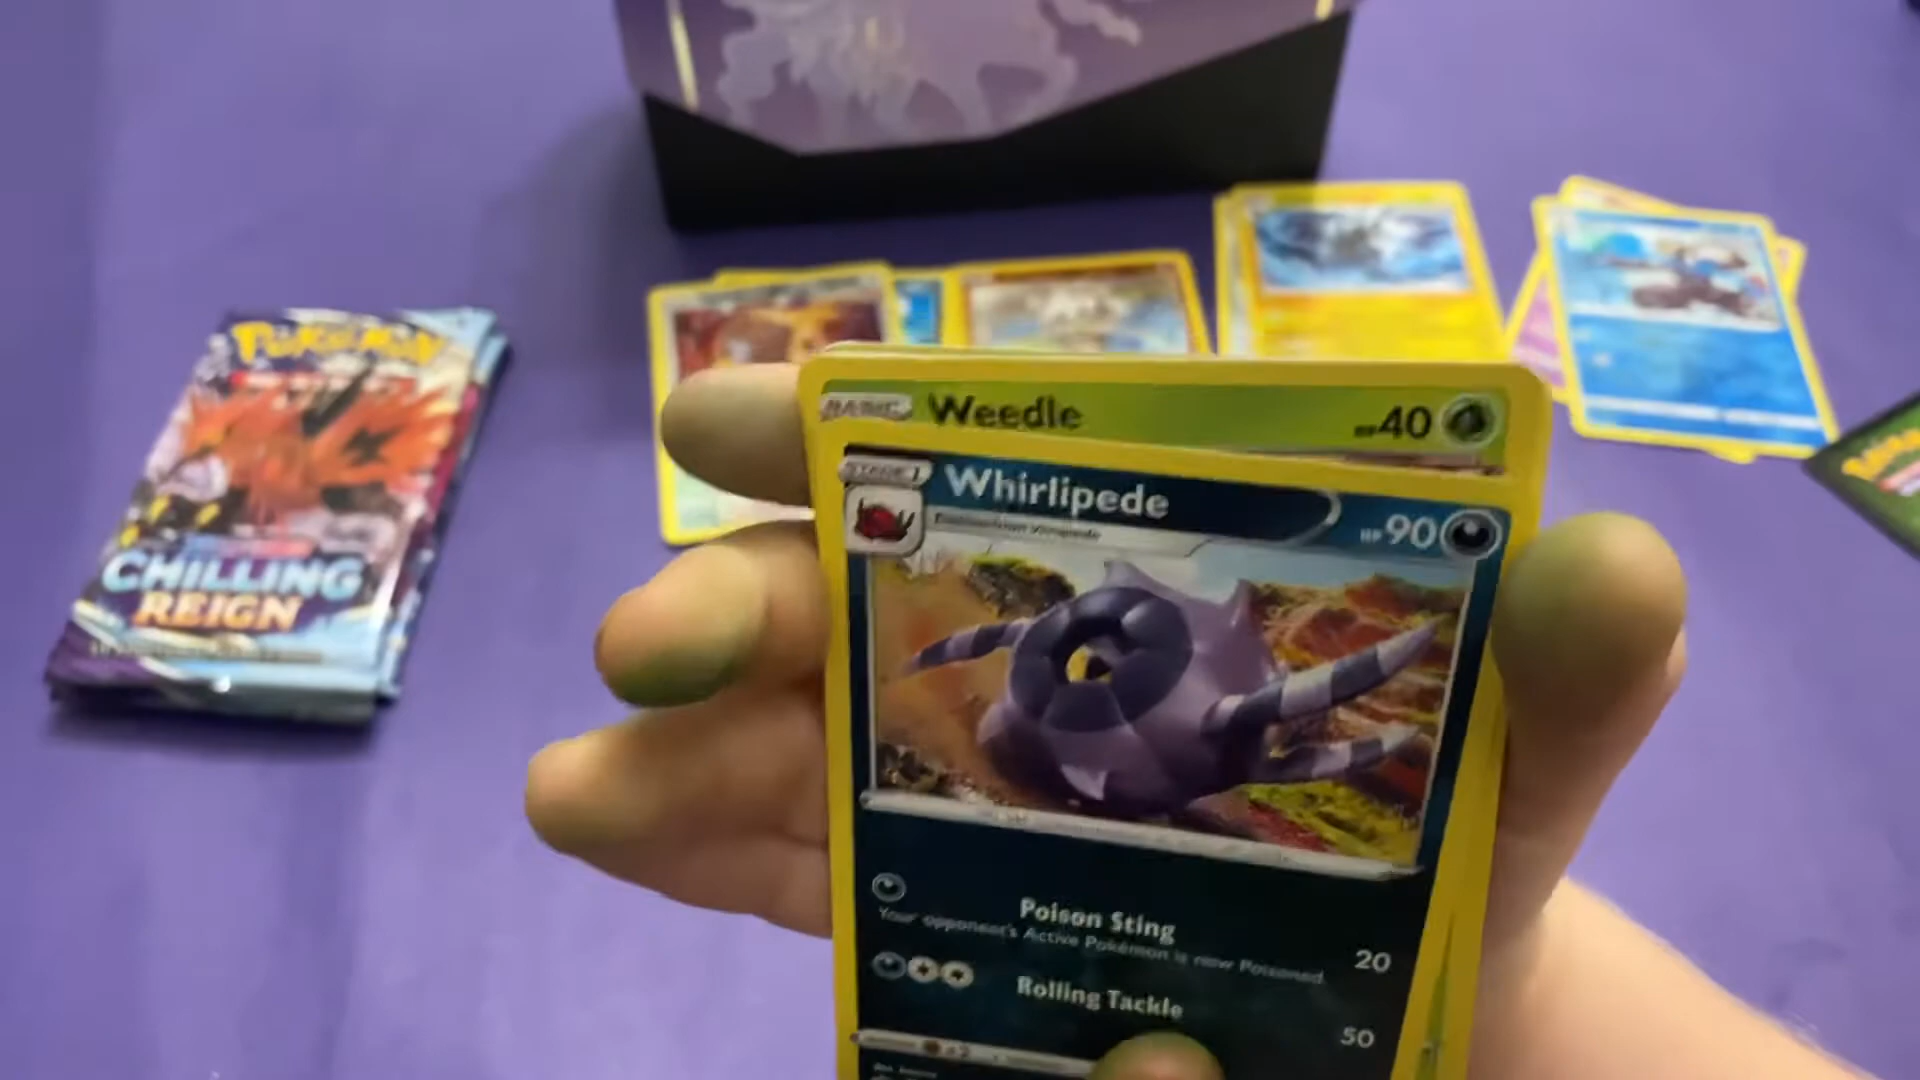 Pokémon
CHILLING
REIGN
BASIC Weedle HP40
STAGE 1 Whirlipede HP90
Poison Sting 20
Your opponent's Active Pokémon is now Poisoned.
Rolling Tackle 50
×2